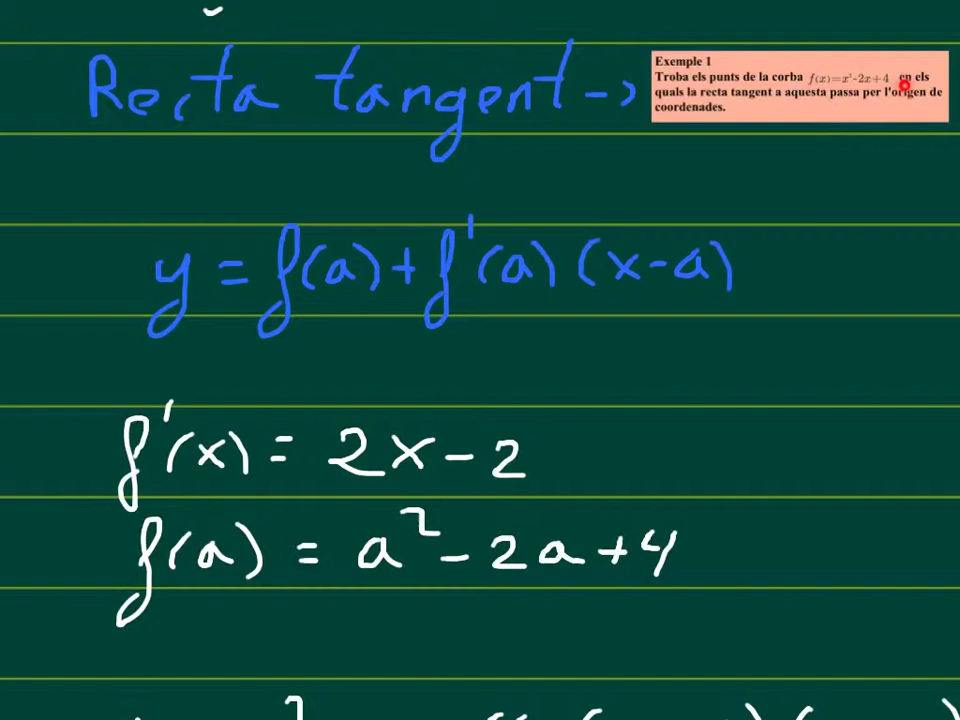 Recta tangent ->
Exemple 1
Troba els punts de la corba f(x)=x²-2x+4 en els
quals la recta tangent a aquesta passa per l'origen de
coordenades.
y = f(a) + f'(a) (x-a)
f'(x) = 2x - 2
f(a) = a² - 2a + 4